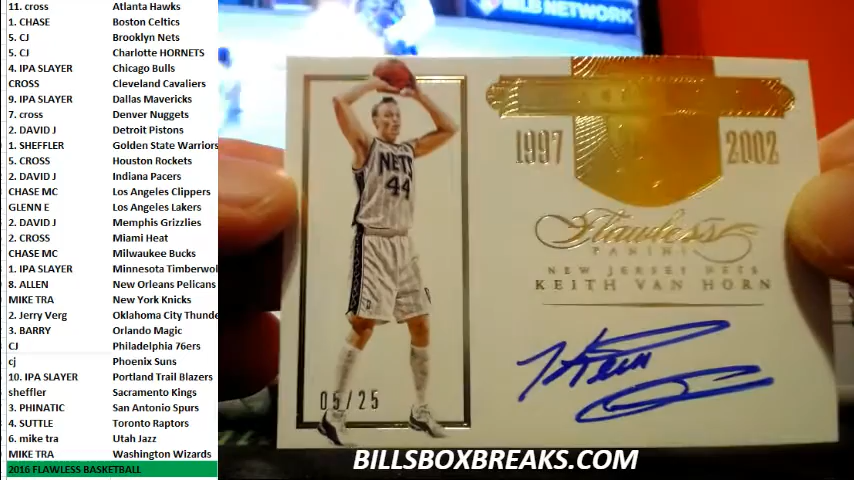 11. cross Atlanta Hawks
1. CHASE Boston Celtics
5. CJ Brooklyn Nets
5. CJ Charlotte HORNETS
4. IPA SLAYER Chicago Bulls
CROSS Cleveland Cavaliers
9. IPA SLAYER Dallas Mavericks
7. cross Denver Nuggets
2. DAVID J Detroit Pistons
1. SHEFFLER Golden State Warriors
5. CROSS Houston Rockets
2. DAVID J Indiana Pacers
CHASE MC Los Angeles Clippers
GLENN E Los Angeles Lakers
2. DAVID J Memphis Grizzlies
2. CROSS Miami Heat
CHASE MC Milwaukee Bucks
1. IPA SLAYER Minnesota Timberwol
8. ALLEN New Orleans Pelicans
MIKE TRA New York Knicks
2. Jerry Verg Oklahoma City Thunde
3. BARRY Orlando Magic
CJ Philadelphia 76ers
cj Phoenix Suns
10. IPA SLAYER Portland Trail Blazers
sheffler Sacramento Kings
3. PHINATIC San Antonio Spurs
4. SUTTLE Toronto Raptors
6. mike tra Utah Jazz
MIKE TRA Washington Wizards
2016 FLAWLESS BASKETBALL
MLB NETWORK
1997 2002
NETS
44
Flawless
PANINI
NEW JERSEY NETS
KEITH VAN HORN
05/25
BILLSBOXBREAKS.COM